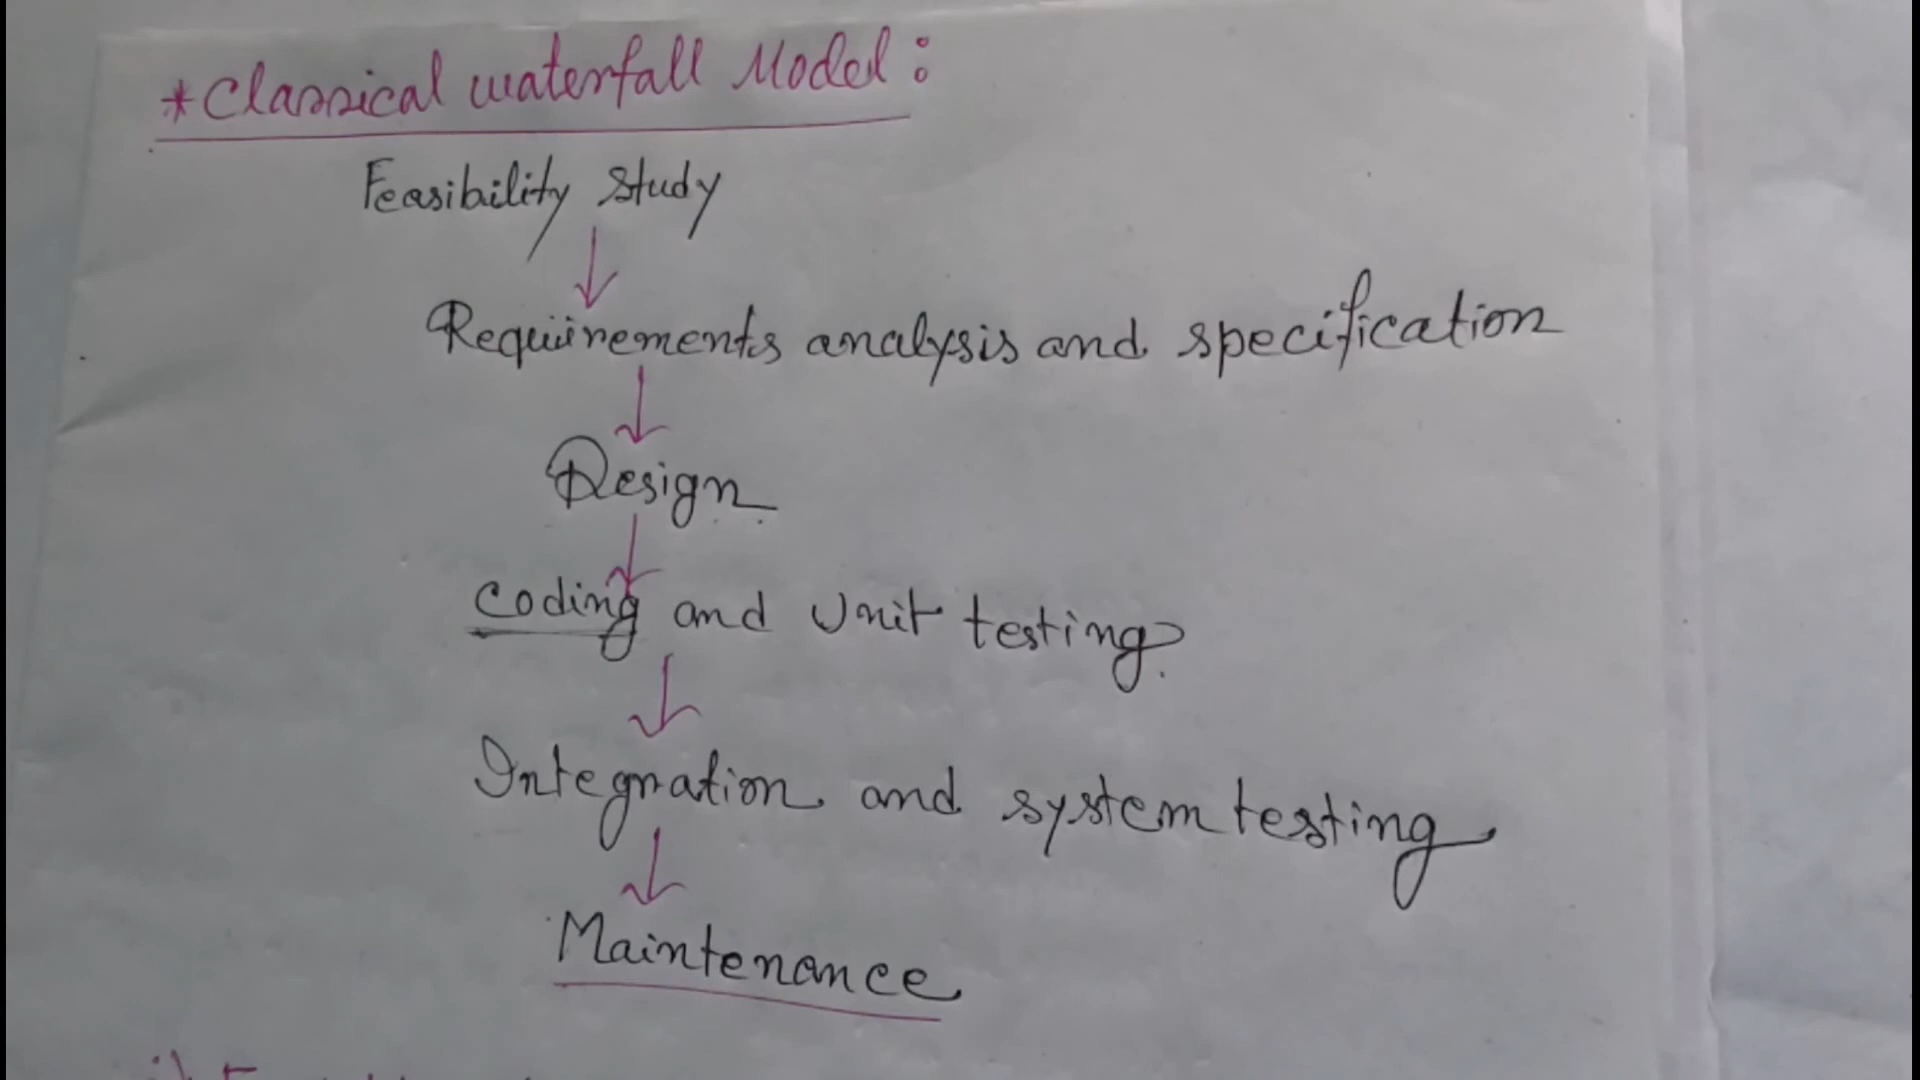 *Classical waterfall Model:
Feasibility study
Requirements analysis and specification
Design
Coding and Unit testing
Integration and system testing
Maintenance